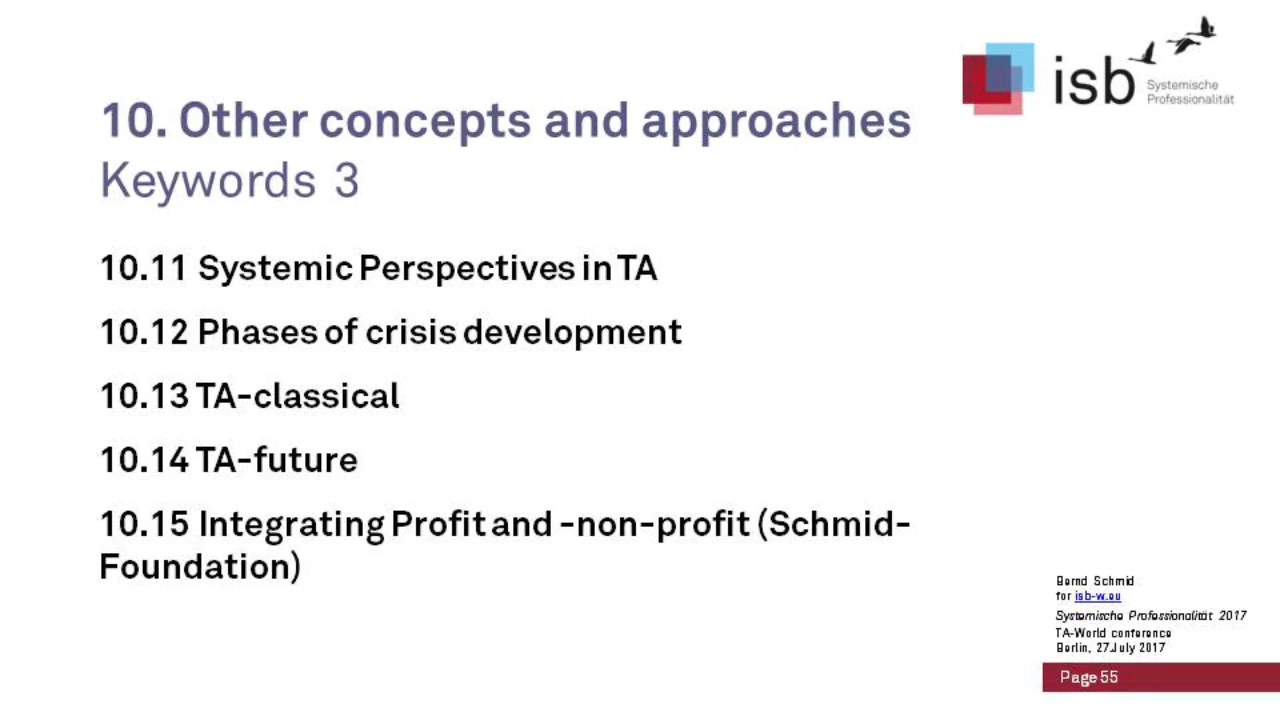 10. Other concepts and approaches
Keywords 3
isb Systemische
Professionalität
10.11 Systemic Perspectives in TA
10.12 Phases of crisis development
10.13 TA-classical
10.14 TA-future
10.15 Integrating Profit and -non-profit (Schmid-
Foundation)
Bernd Schmid
for isb-w.eu
Systemische Professionalität 2017
TA-World conference
Berlin, 27.July 2017
Page 55